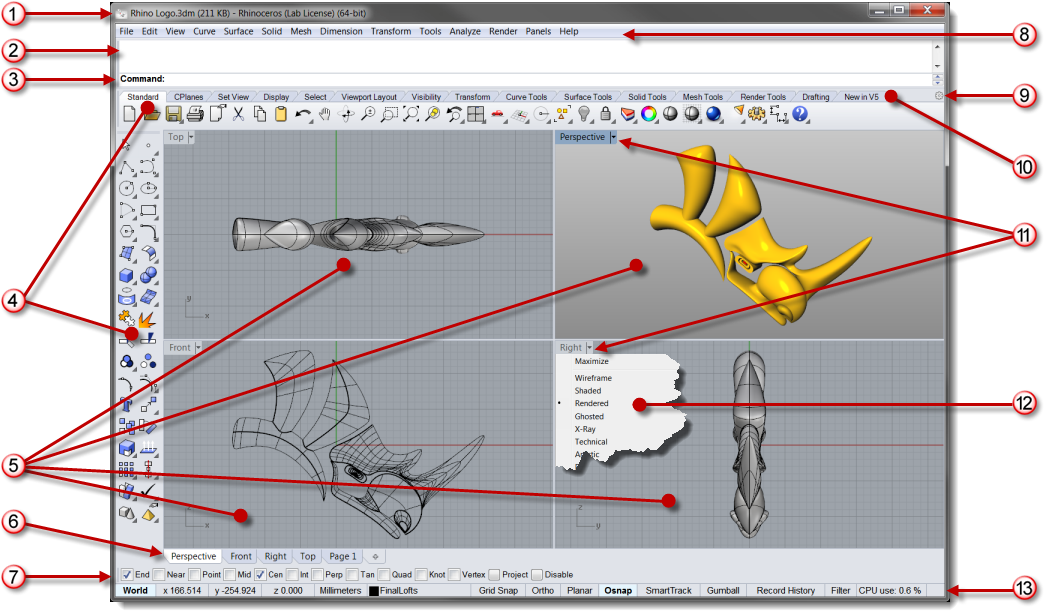 1
Rhino Logo.3dm (211 KB) - Rhinoceros (Lab License) (64-bit)
File Edit View Curve Surface Solid Mesh Dimension Transform Tools Analyze Render Panels Help
8
2
3
Command:
Standard CPlanes Set View Display Select Viewport Layout Visibility Transform Curve Tools Surface Tools Solid Tools Mesh Tools Render Tools Drafting New in V5
9
10
Top
Perspective
11
4
y
x
Front
Right
Maximize
Wireframe
Shaded
Rendered
12
Ghosted
X-Ray
Technical
5
z
x
z
y
6
Perspective Front Right Top Page 1
7
End Near Point Mid Cen Int Perp Tan Quad Knot Vertex Project Disable
World x 166.514 y -254.924 z 0.000 Millimeters FinalLofts Grid Snap Ortho Planar Osnap SmartTrack Gumball Record History Filter CPU use: 0.6 %
13